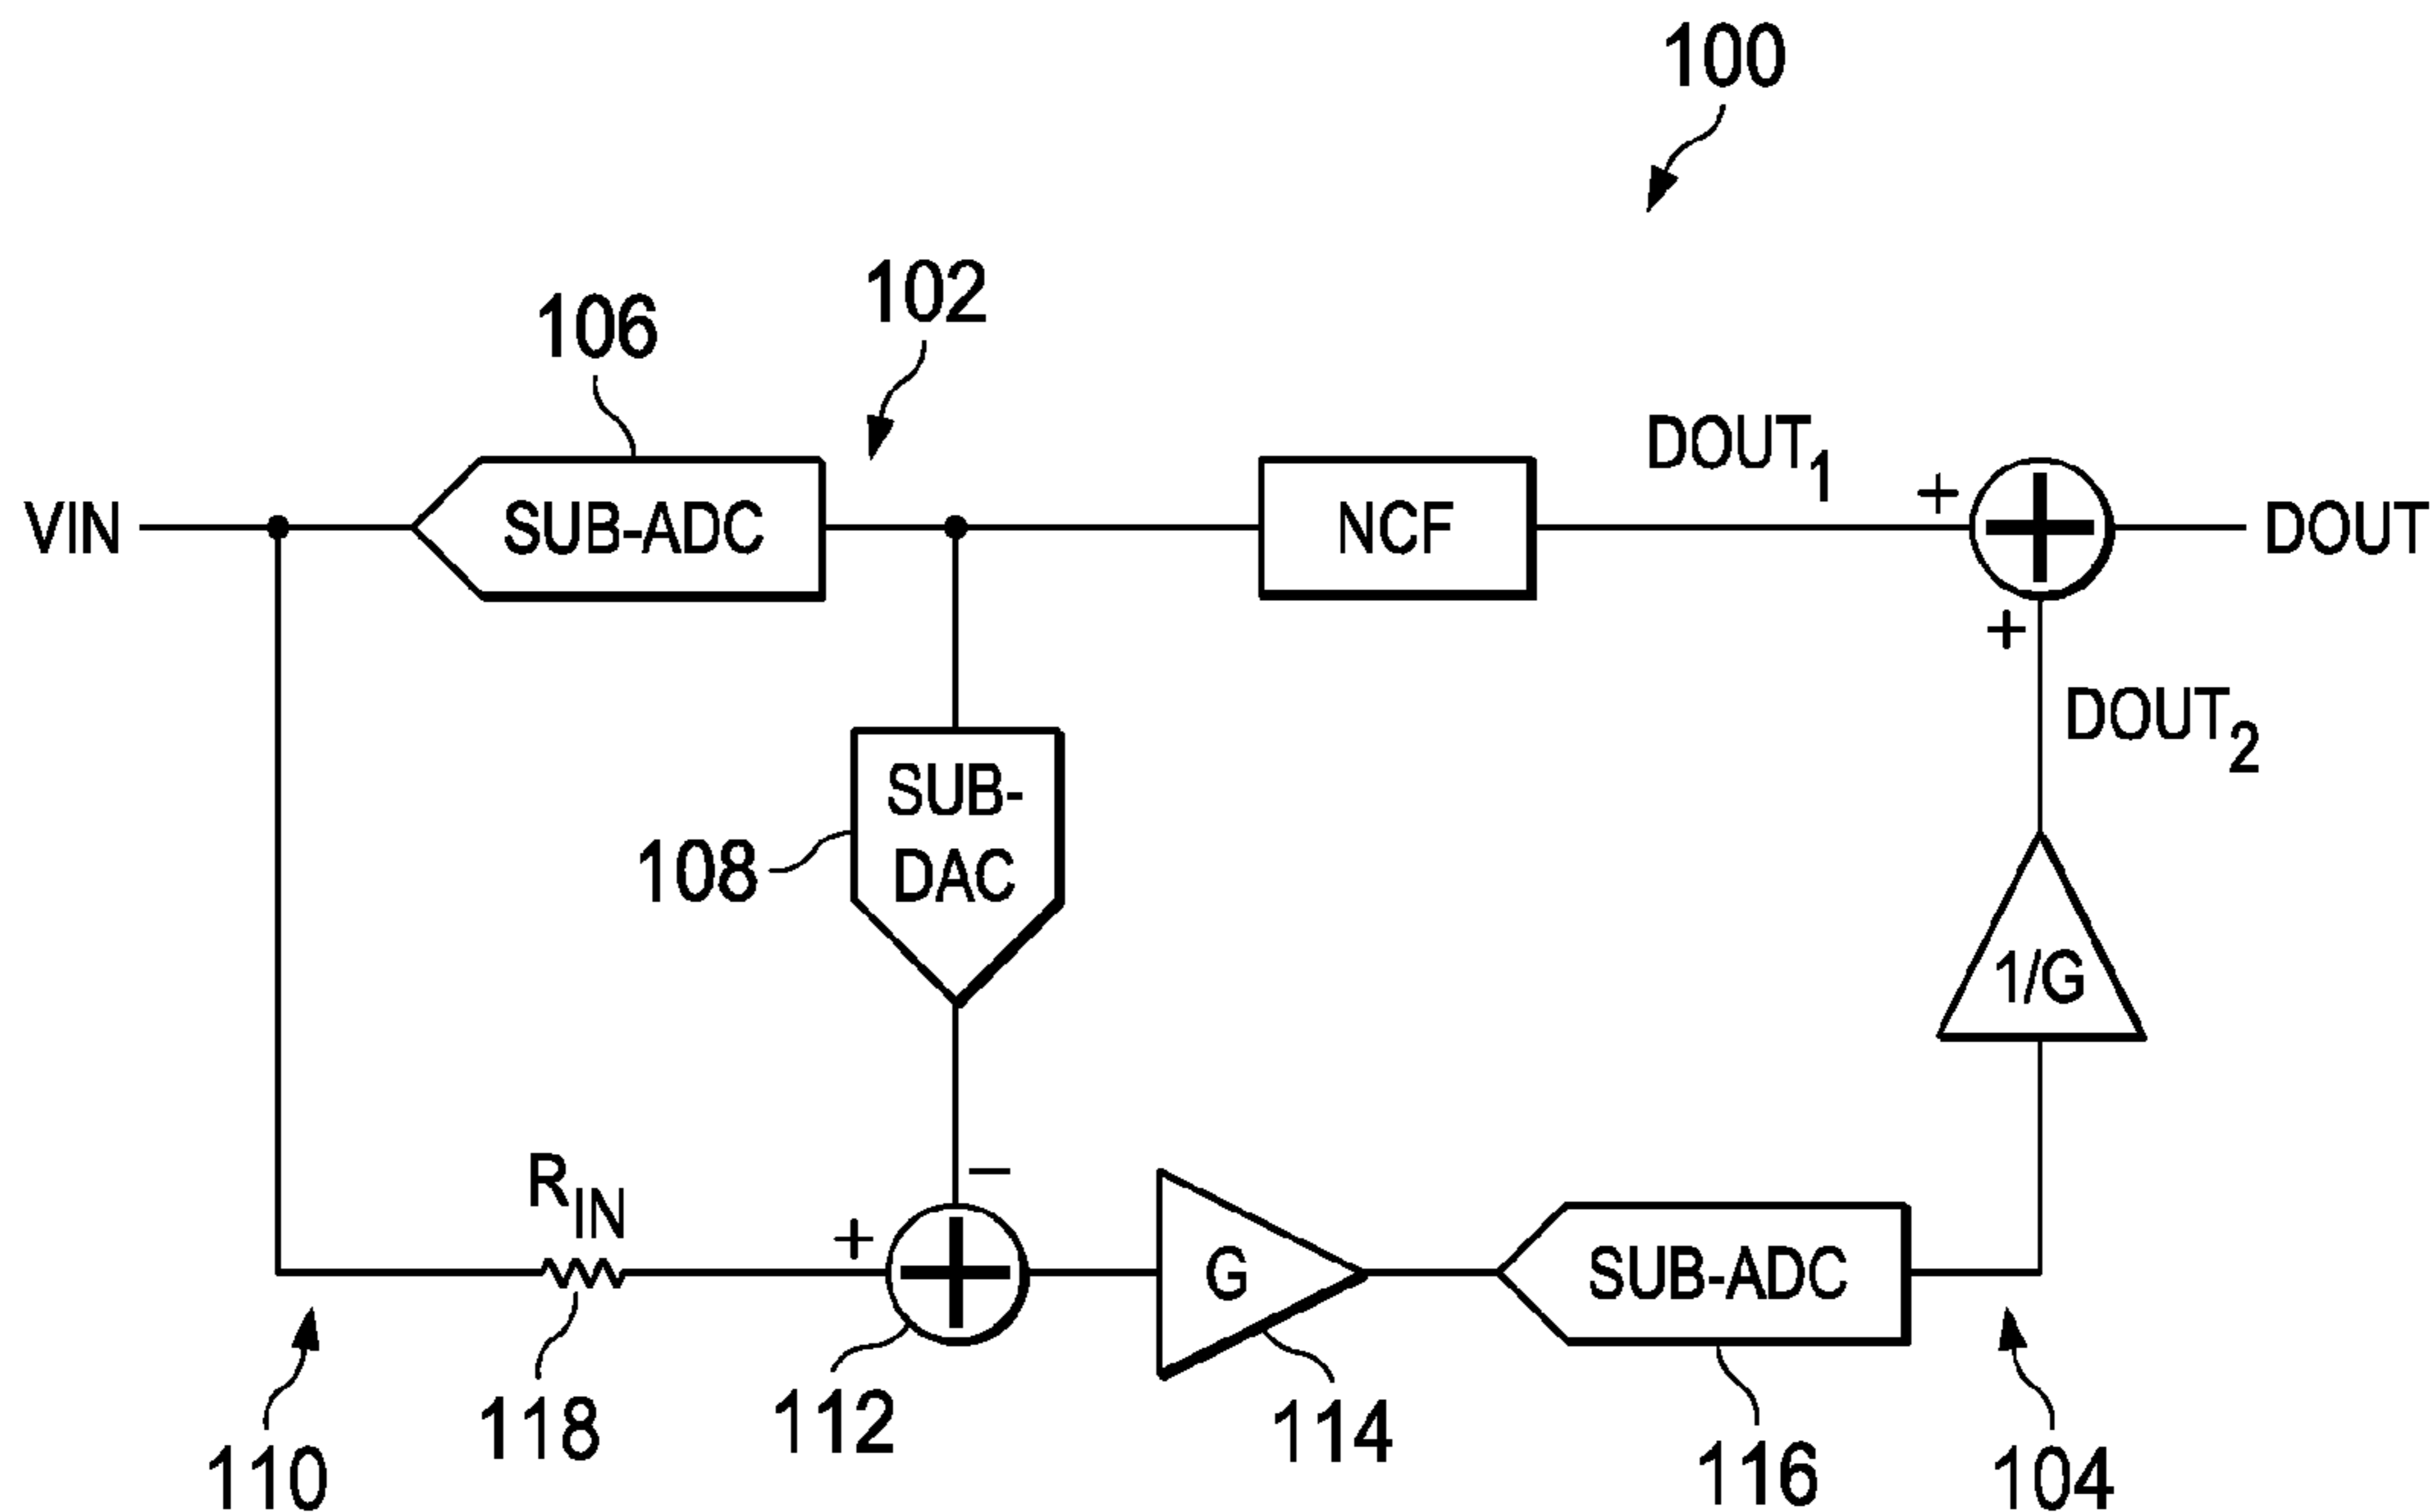 100
102
106
DOUT1
VIN
SUB-ADC
NCF
DOUT
+
+
DOUT2
SUB-
DAC
108
1/G
RIN
+
−
G
SUB-ADC
110
118
112
114
116
104